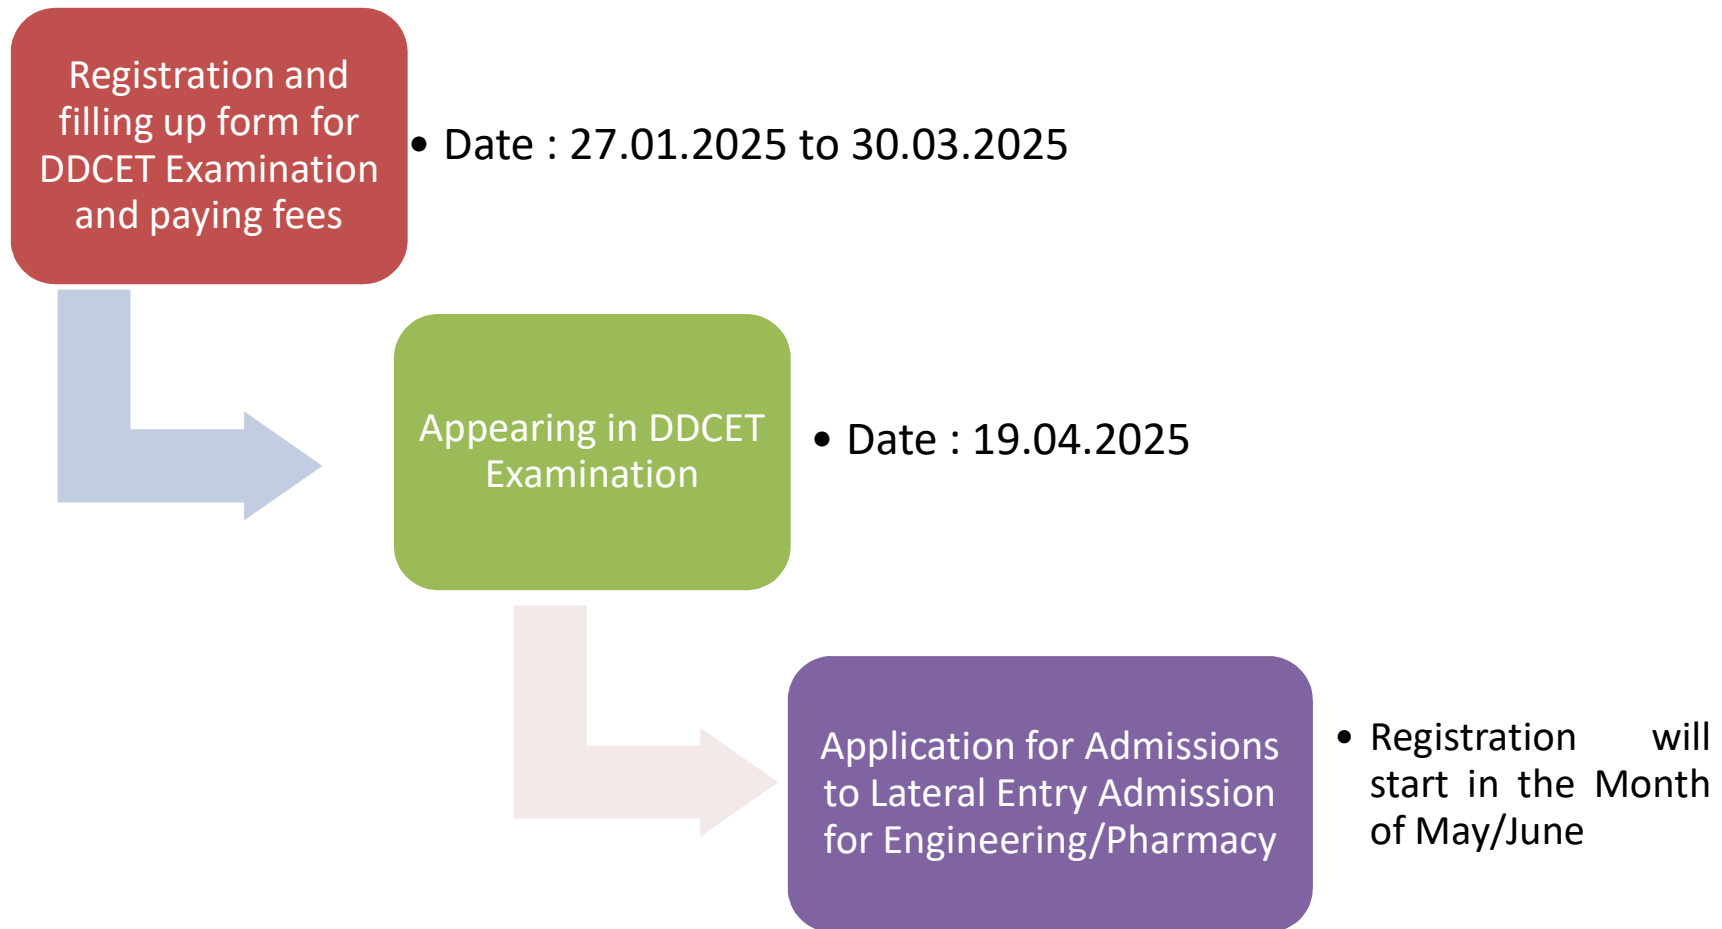 Registration and
filling up form for
DDCET Examination
and paying fees
• Date : 27.01.2025 to 30.03.2025
Appearing in DDCET
Examination
• Date : 19.04.2025
Application for Admissions
to Lateral Entry Admission
for Engineering/Pharmacy
• Registration will
start in the Month
of May/June